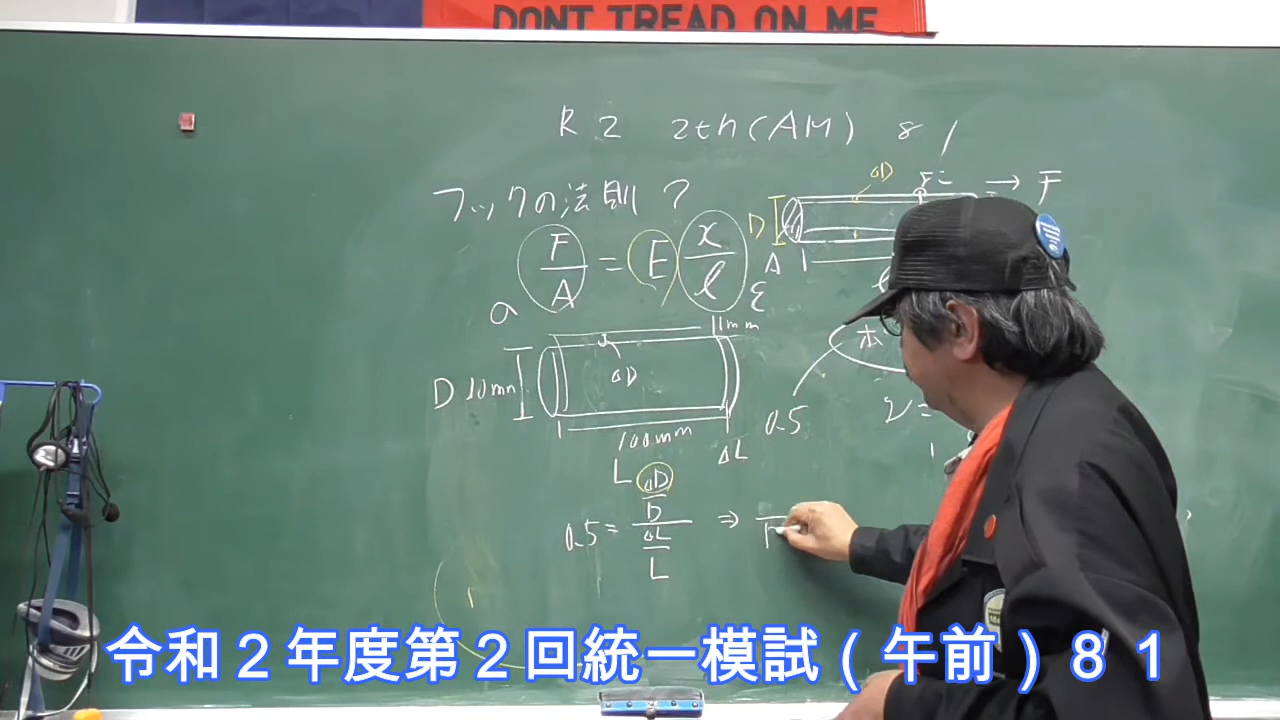 DONT TREAD ON ME
R2 2th(AM) 81
フックの法則?
F/A = E x/l
a
ε
ΔD
→ F
D
A
11mm
D 10mm
ΔD
100mm
L
ΔL
0.5
ν=
0.5 = ΔD/D / ΔL/L ⇒
令和2年度第2回統一模試(午前)81